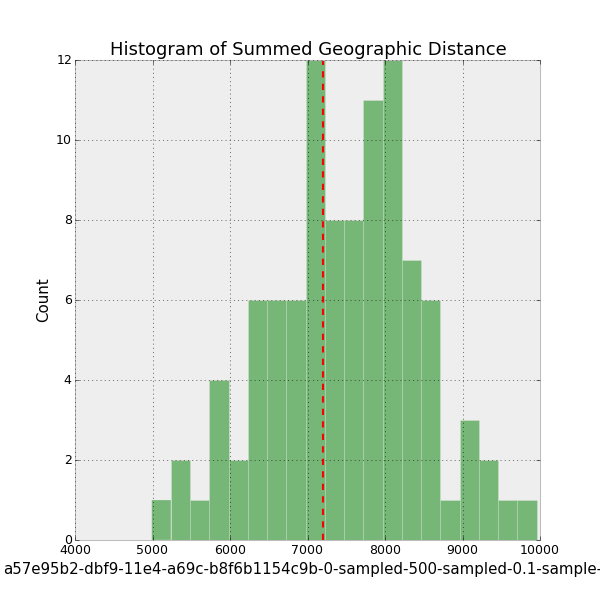 Histogram of Summed Geographic Distance
12
10
8
6
4
2
0
Count
4000 5000 6000 7000 8000 9000 10000
a57e95b2-dbf9-11e4-a69c-b8f6b1154c9b-0-sampled-500-sampled-0.1-sample-